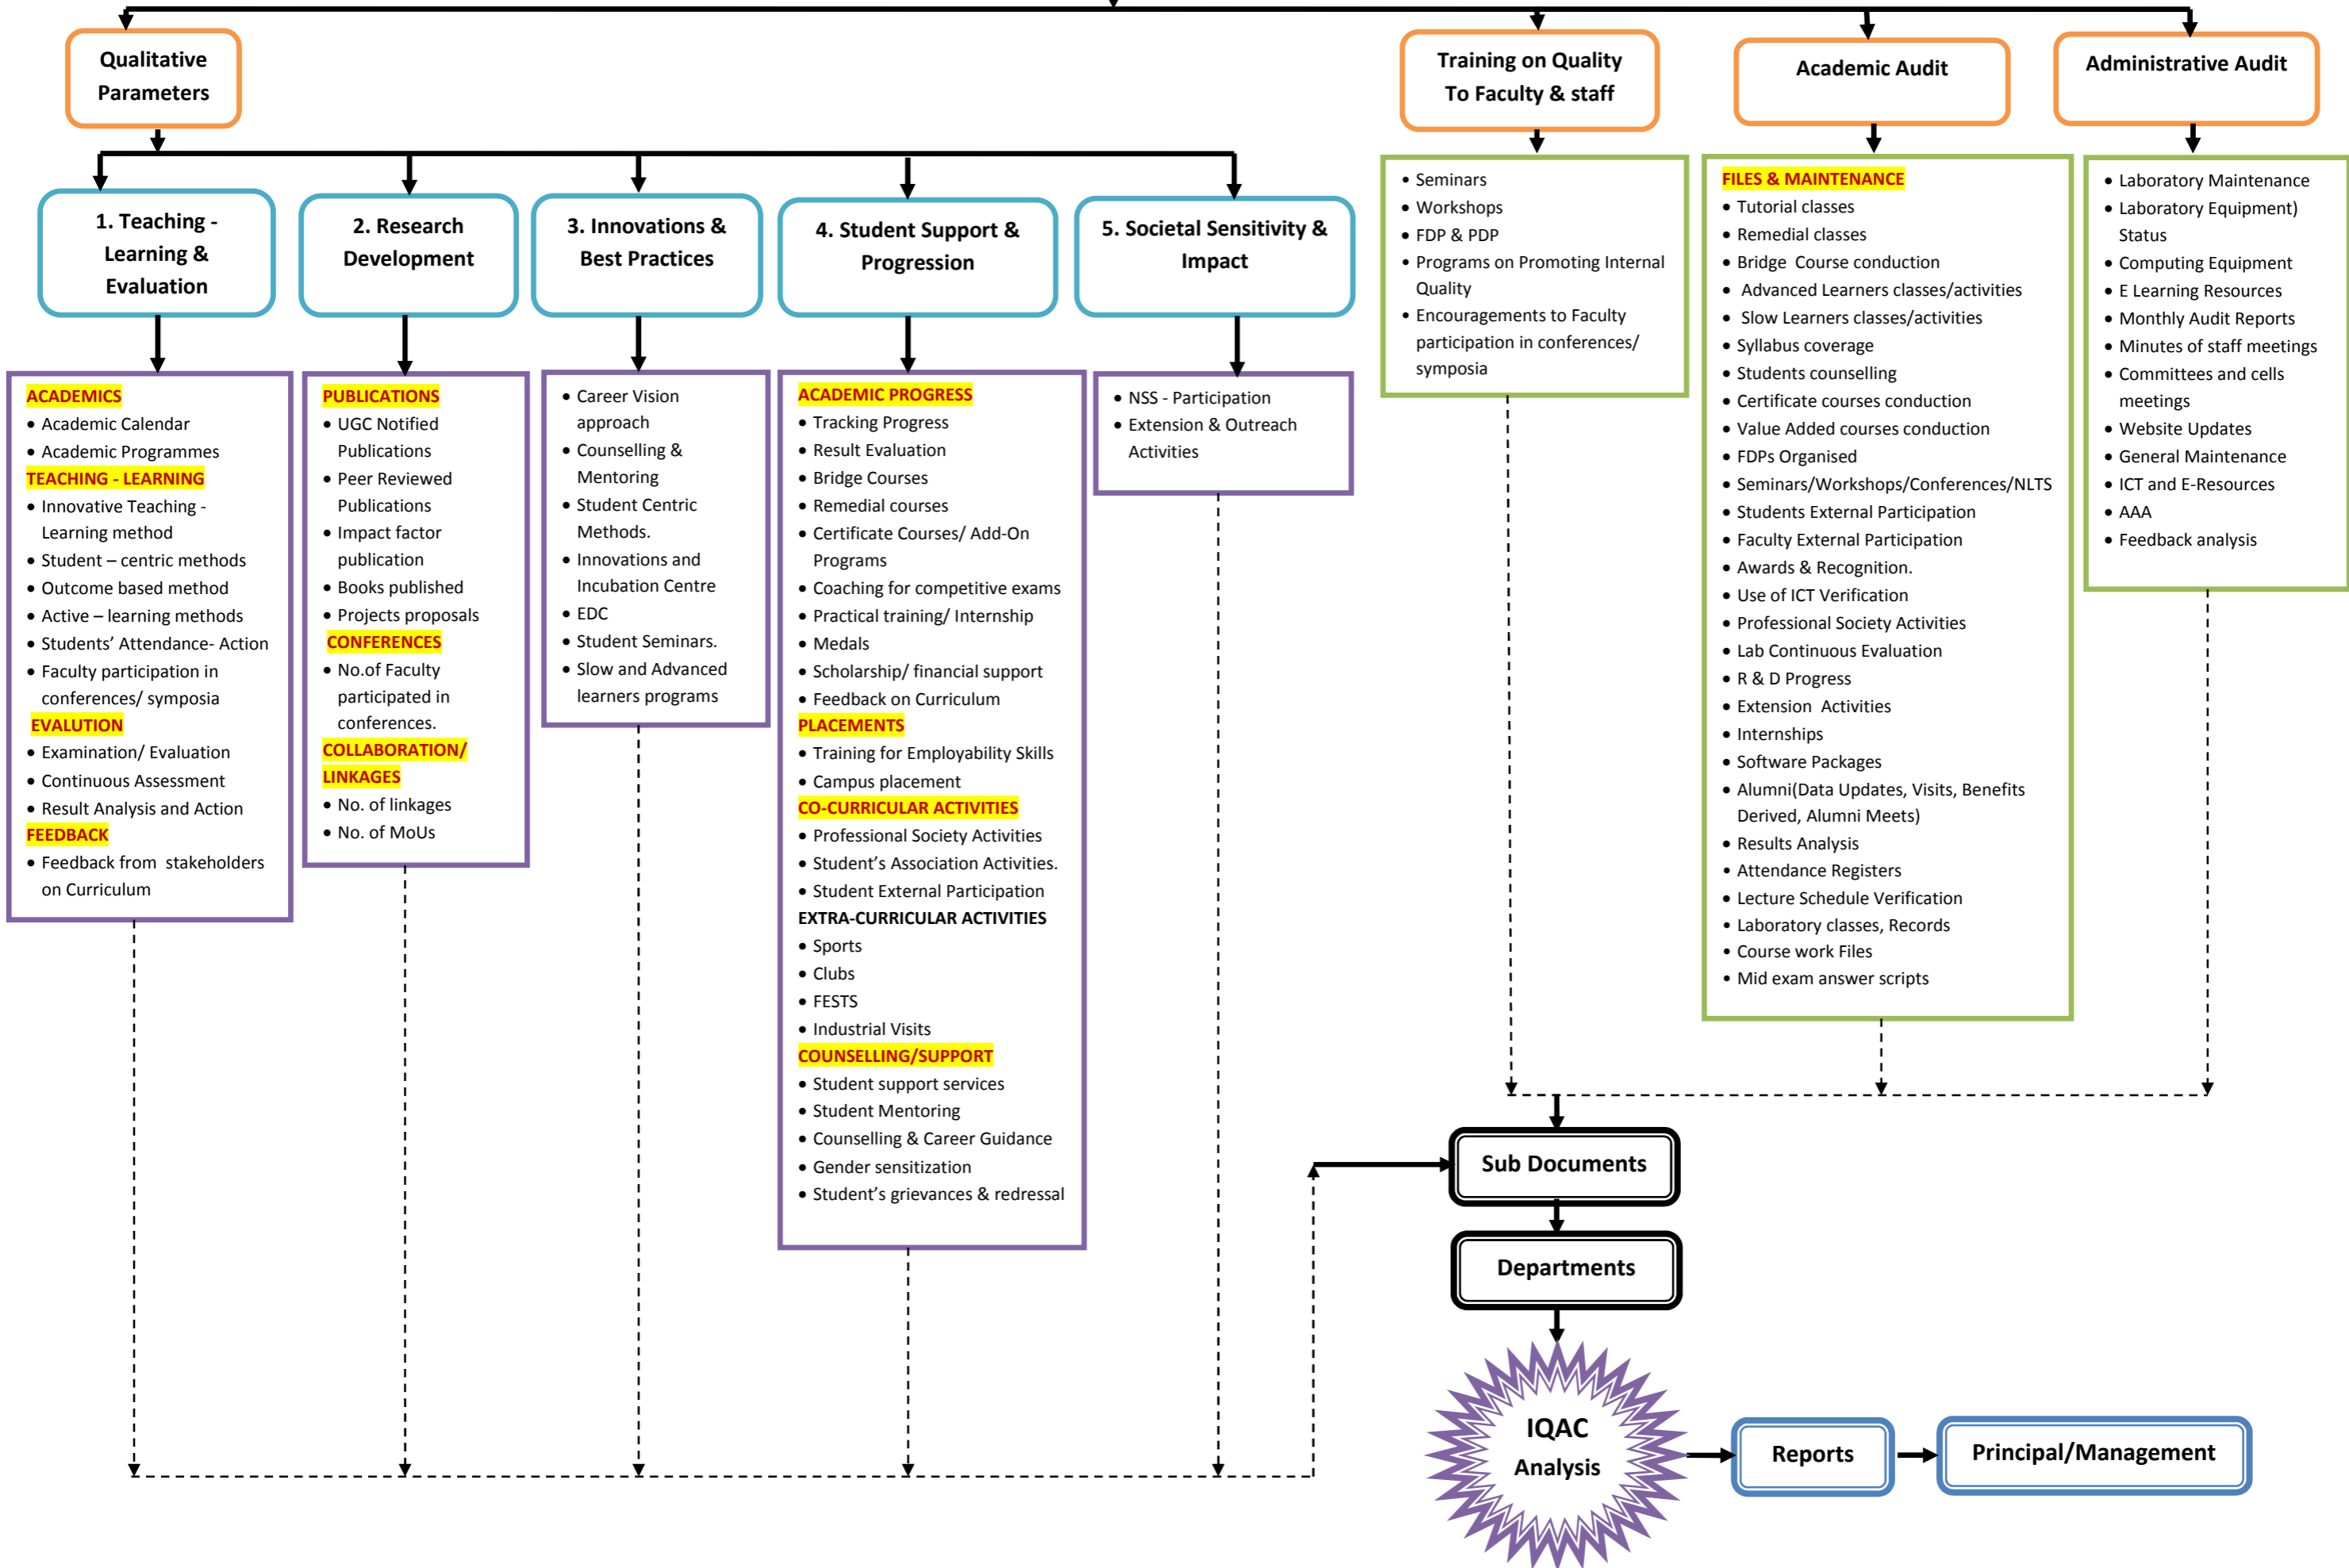 Qualitative
Parameters
Training on Quality
To Faculty & staff
Academic Audit
Administrative Audit
1. Teaching -
Learning &
Evaluation
2. Research
Development
3. Innovations &
Best Practices
4. Student Support &
Progression
5. Societal Sensitivity &
Impact
ACADEMICS
• Academic Calendar
• Academic Programmes
TEACHING - LEARNING
• Innovative Teaching -
Learning method
• Student – centric methods
• Outcome based method
• Active – learning methods
• Students’ Attendance- Action
• Faculty participation in
conferences/ symposia
EVALUTION
• Examination/ Evaluation
• Continuous Assessment
• Result Analysis and Action
FEEDBACK
• Feedback from stakeholders
on Curriculum
PUBLICATIONS
• UGC Notified
Publications
• Peer Reviewed
Publications
• Impact factor
publication
• Books published
• Projects proposals
CONFERENCES
• No.of Faculty
participated in
conferences.
COLLABORATION/
LINKAGES
• No. of linkages
• No. of MoUs
• Career Vision
approach
• Counselling &
Mentoring
• Student Centric
Methods.
• Innovations and
Incubation Centre
• EDC
• Student Seminars.
• Slow and Advanced
learners programs
ACADEMIC PROGRESS
• Tracking Progress
• Result Evaluation
• Bridge Courses
• Remedial courses
• Certificate Courses/ Add-On
Programs
• Coaching for competitive exams
• Practical training/ Internship
• Medals
• Scholarship/ financial support
• Feedback on Curriculum
PLACEMENTS
• Training for Employability Skills
• Campus placement
CO-CURRICULAR ACTIVITIES
• Professional Society Activities
• Student’s Association Activities.
• Student External Participation
EXTRA-CURRICULAR ACTIVITIES
• Sports
• Clubs
• FESTS
• Industrial Visits
COUNSELLING/SUPPORT
• Student support services
• Student Mentoring
• Counselling & Career Guidance
• Gender sensitization
• Student’s grievances & redressal
• NSS - Participation
• Extension & Outreach
Activities
• Seminars
• Workshops
• FDP & PDP
• Programs on Promoting Internal
Quality
• Encouragements to Faculty
participation in conferences/
symposia
FILES & MAINTENANCE
• Tutorial classes
• Remedial classes
• Bridge Course conduction
• Advanced Learners classes/activities
• Slow Learners classes/activities
• Syllabus coverage
• Students counselling
• Certificate courses conduction
• Value Added courses conduction
• FDPs Organised
• Seminars/Workshops/Conferences/NLTS
• Students External Participation
• Faculty External Participation
• Awards & Recognition.
• Use of ICT Verification
• Professional Society Activities
• Lab Continuous Evaluation
• R & D Progress
• Extension Activities
• Internships
• Software Packages
• Alumni(Data Updates, Visits, Benefits
Derived, Alumni Meets)
• Results Analysis
• Attendance Registers
• Lecture Schedule Verification
• Laboratory classes, Records
• Course work Files
• Mid exam answer scripts
• Laboratory Maintenance
• Laboratory Equipment)
Status
• Computing Equipment
• E Learning Resources
• Monthly Audit Reports
• Minutes of staff meetings
• Committees and cells
meetings
• Website Updates
• General Maintenance
• ICT and E-Resources
• AAA
• Feedback analysis
Sub Documents
Departments
IQAC
Analysis
Reports
Principal/Management